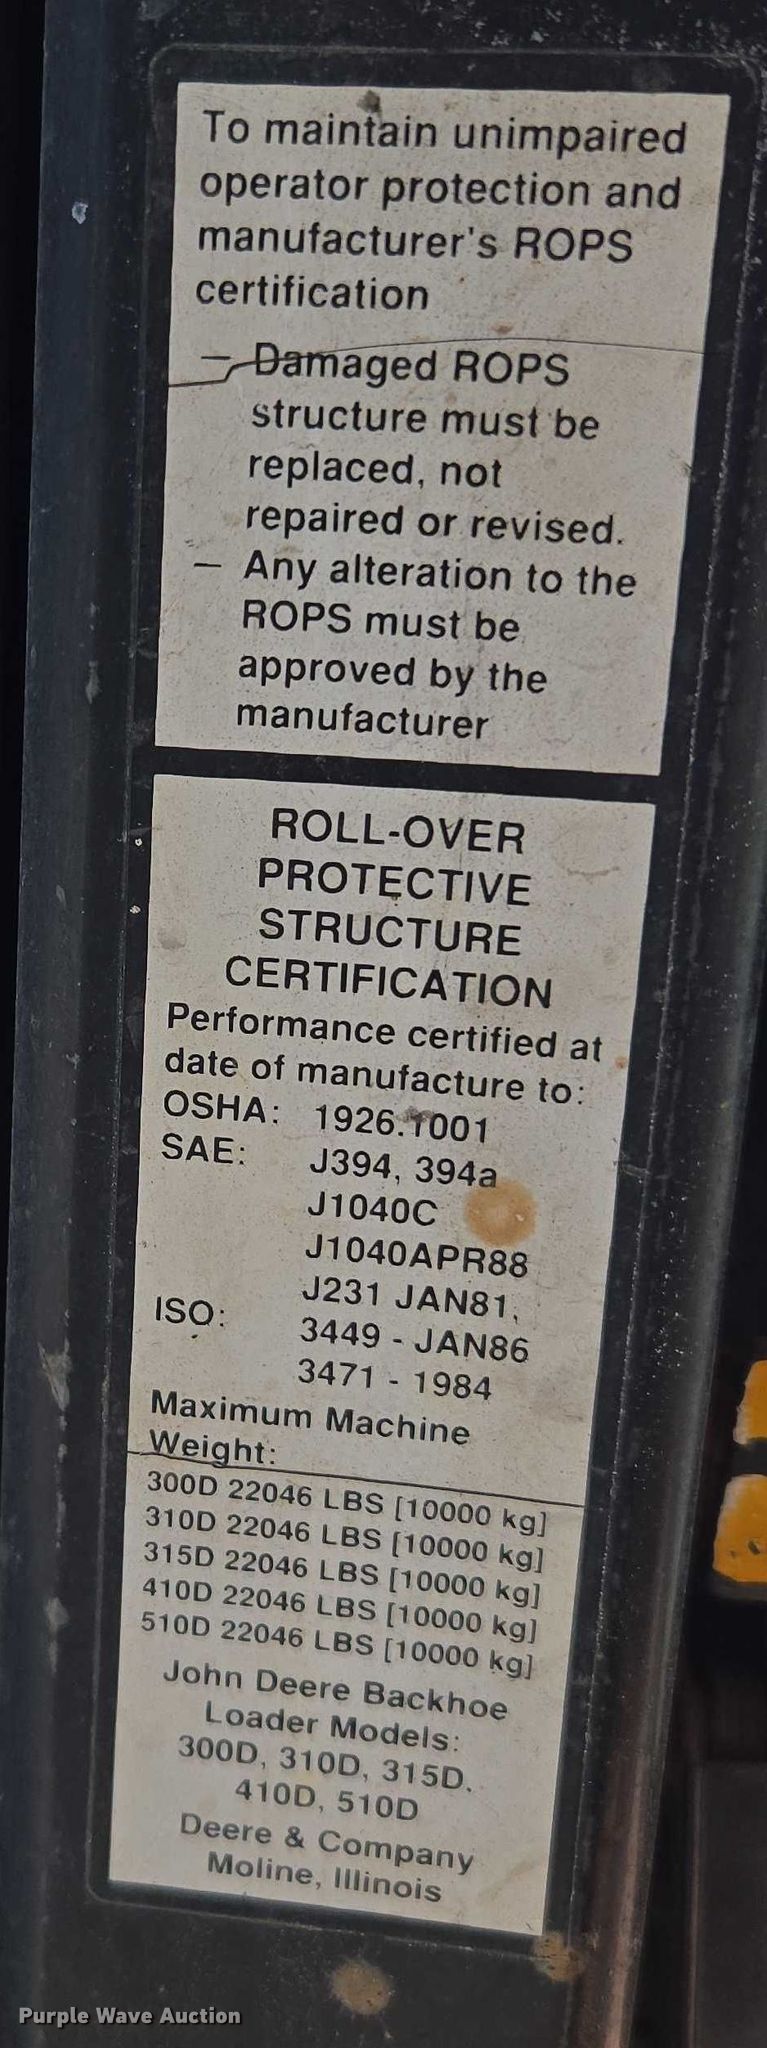 To maintain unimpaired
operator protection and
manufacturer's ROPS
certification
— Damaged ROPS
structure must be
replaced, not
repaired or revised.
— Any alteration to the
ROPS must be
approved by the
manufacturer
ROLL-OVER
PROTECTIVE
STRUCTURE
CERTIFICATION
Performance certified at
date of manufacture to:
OSHA: 1926.1001
SAE: J394, 394a
J1040C
J1040APR88
J231 JAN81,
ISO: 3449 - JAN86
3471 - 1984
Maximum Machine
Weight:
300D 22046 LBS [10000 kg]
310D 22046 LBS [10000 kg]
315D 22046 LBS [10000 kg]
410D 22046 LBS [10000 kg]
510D 22046 LBS [10000 kg]
John Deere Backhoe
Loader Models:
300D, 310D, 315D,
410D, 510D
Deere & Company
Moline, Illinois
Purple Wave Auction